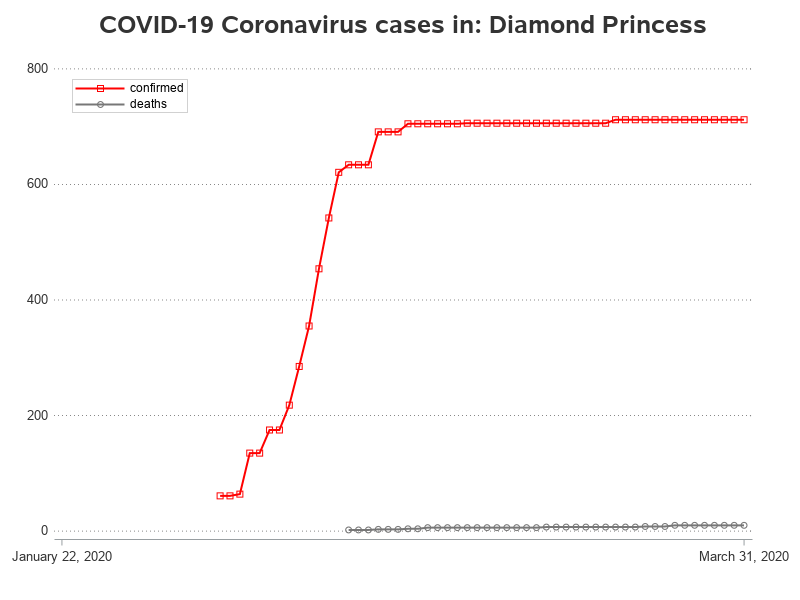 COVID-19 Coronavirus cases in: Diamond Princess
800
confirmed
deaths
600
400
200
0
January 22, 2020
March 31, 2020